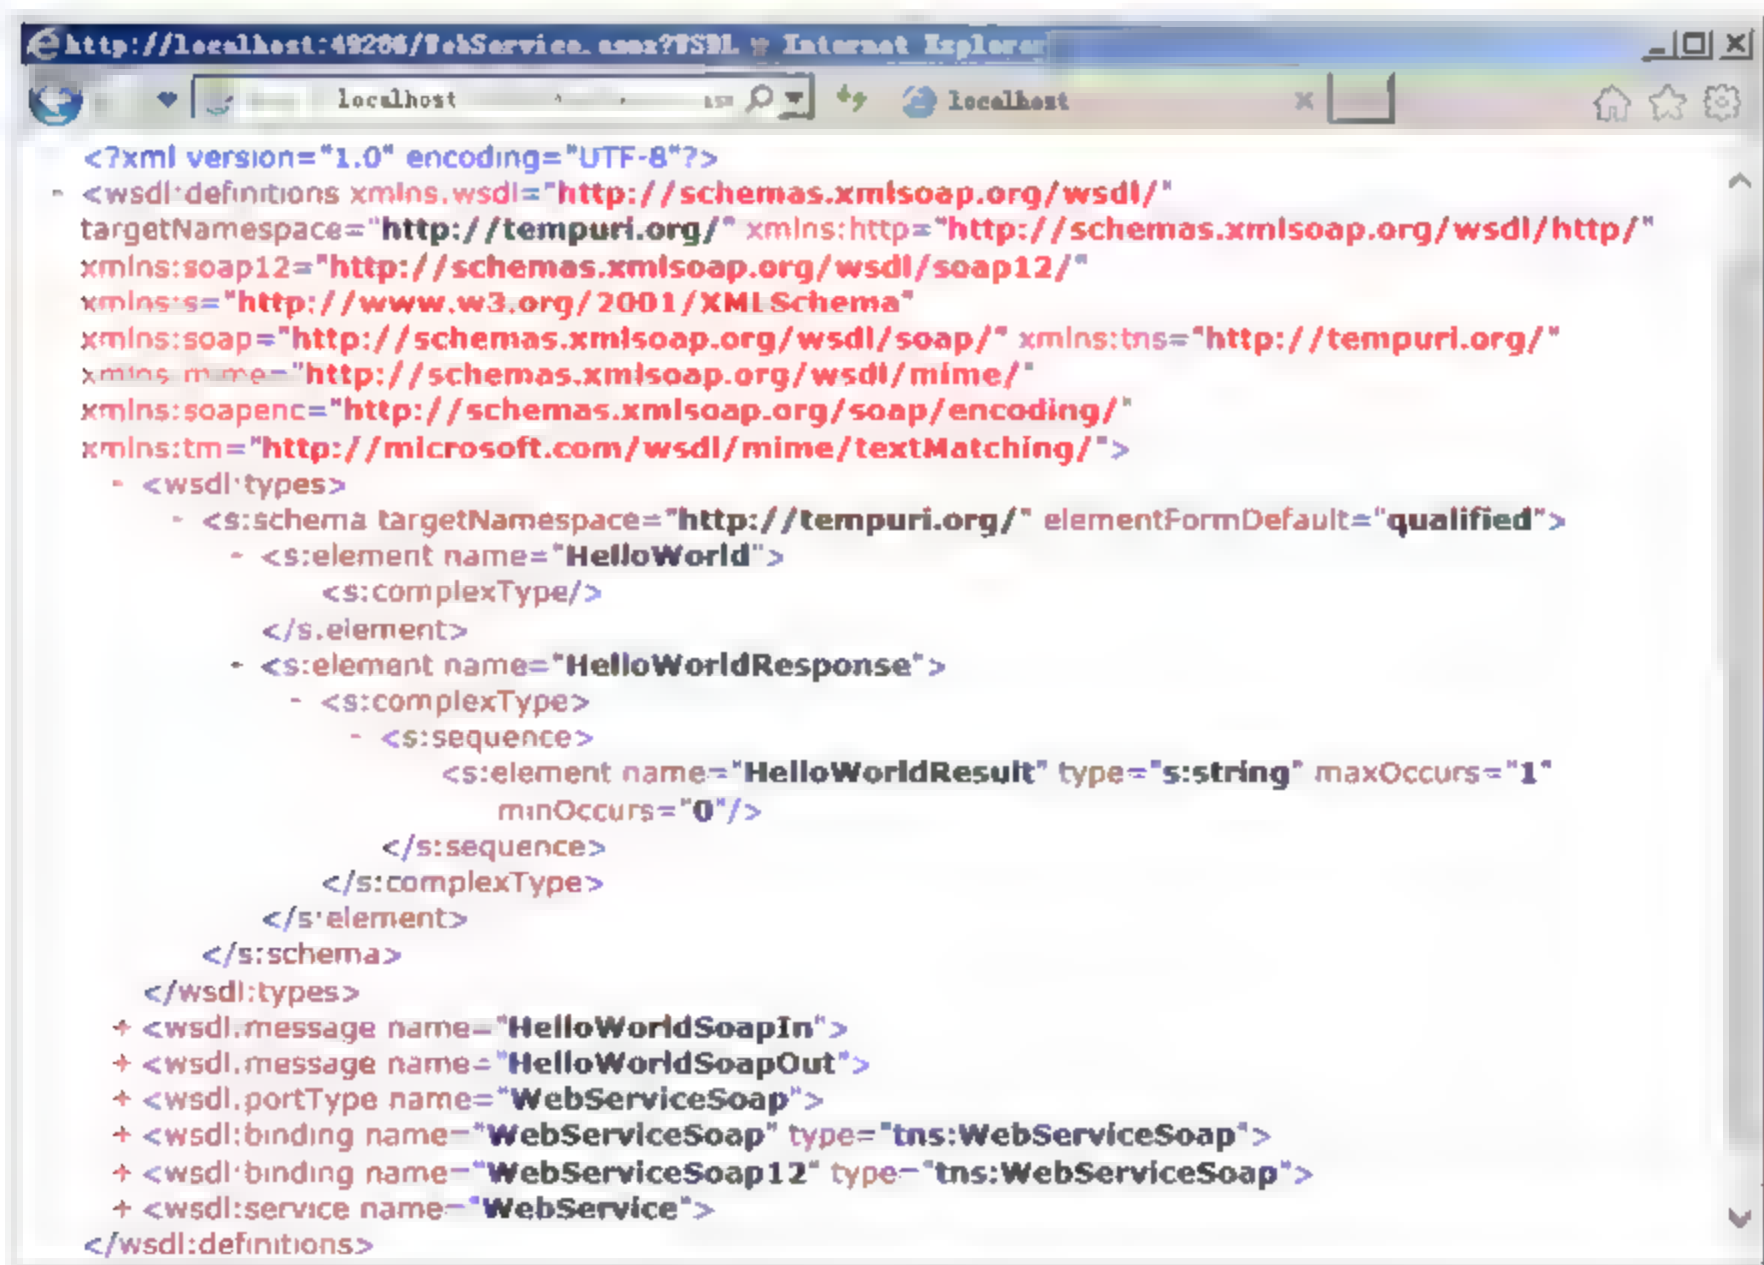 http://localhost:49206/WebService.asmx?WSDL - Internet Explorer
localhost localhost
<?xml version="1.0" encoding="UTF-8"?>
- <wsdl:definitions xmlns:wsdl="http://schemas.xmlsoap.org/wsdl/"
targetNamespace="http://tempuri.org/" xmlns:http="http://schemas.xmlsoap.org/wsdl/http/"
xmlns:soap12="http://schemas.xmlsoap.org/wsdl/soap12/"
xmlns:s="http://www.w3.org/2001/XMLSchema"
xmlns:soap="http://schemas.xmlsoap.org/wsdl/soap/" xmlns:tns="http://tempuri.org/"
xmlns:mime="http://schemas.xmlsoap.org/wsdl/mime/"
xmlns:soapenc="http://schemas.xmlsoap.org/soap/encoding/"
xmlns:tm="http://microsoft.com/wsdl/mime/textMatching/">
- <wsdl:types>
- <s:schema targetNamespace="http://tempuri.org/" elementFormDefault="qualified">
- <s:element name="HelloWorld">
<s:complexType/>
</s:element>
- <s:element name="HelloWorldResponse">
- <s:complexType>
- <s:sequence>
<s:element name="HelloWorldResult" type="s:string" maxOccurs="1"
minOccurs="0"/>
</s:sequence>
</s:complexType>
</s:element>
</s:schema>
</wsdl:types>
+ <wsdl:message name="HelloWorldSoapIn">
+ <wsdl:message name="HelloWorldSoapOut">
+ <wsdl:portType name="WebServiceSoap">
+ <wsdl:binding name="WebServiceSoap" type="tns:WebServiceSoap">
+ <wsdl:binding name="WebServiceSoap12" type="tns:WebServiceSoap">
+ <wsdl:service name="WebService">
</wsdl:definitions>